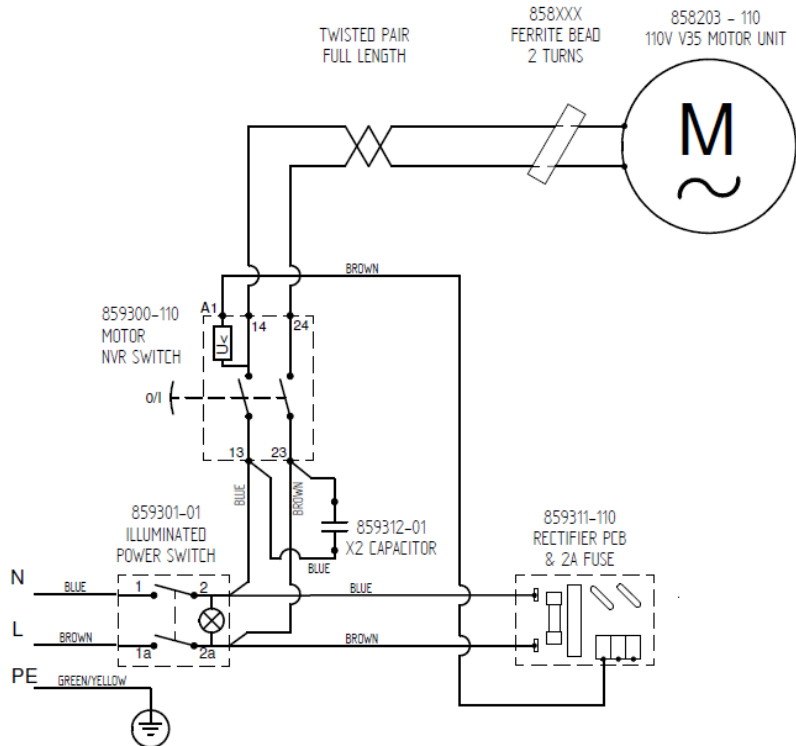 TWISTED PAIR
FULL LENGTH
858XXX
FERRITE BEAD
2 TURNS
858203 - 110
110V V35 MOTOR UNIT
M
BROWN
859300-110
MOTOR
NVR SWITCH
A1
14
24
U<
0/I
13
23
BLUE
BROWN
859301-01
ILLUMINATED
POWER SWITCH
859312-01
X2 CAPACITOR
BLUE
859311-110
RECTIFIER PCB
& 2A FUSE
N
BLUE
1
2
BLUE
L
BROWN
1a
2a
BROWN
PE
GREEN/YELLOW